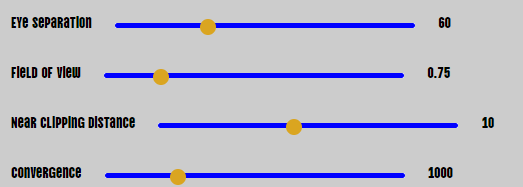 Eye Separation 60
Field of View 0.75
Near Clipping Distance 10
Convergence 1000